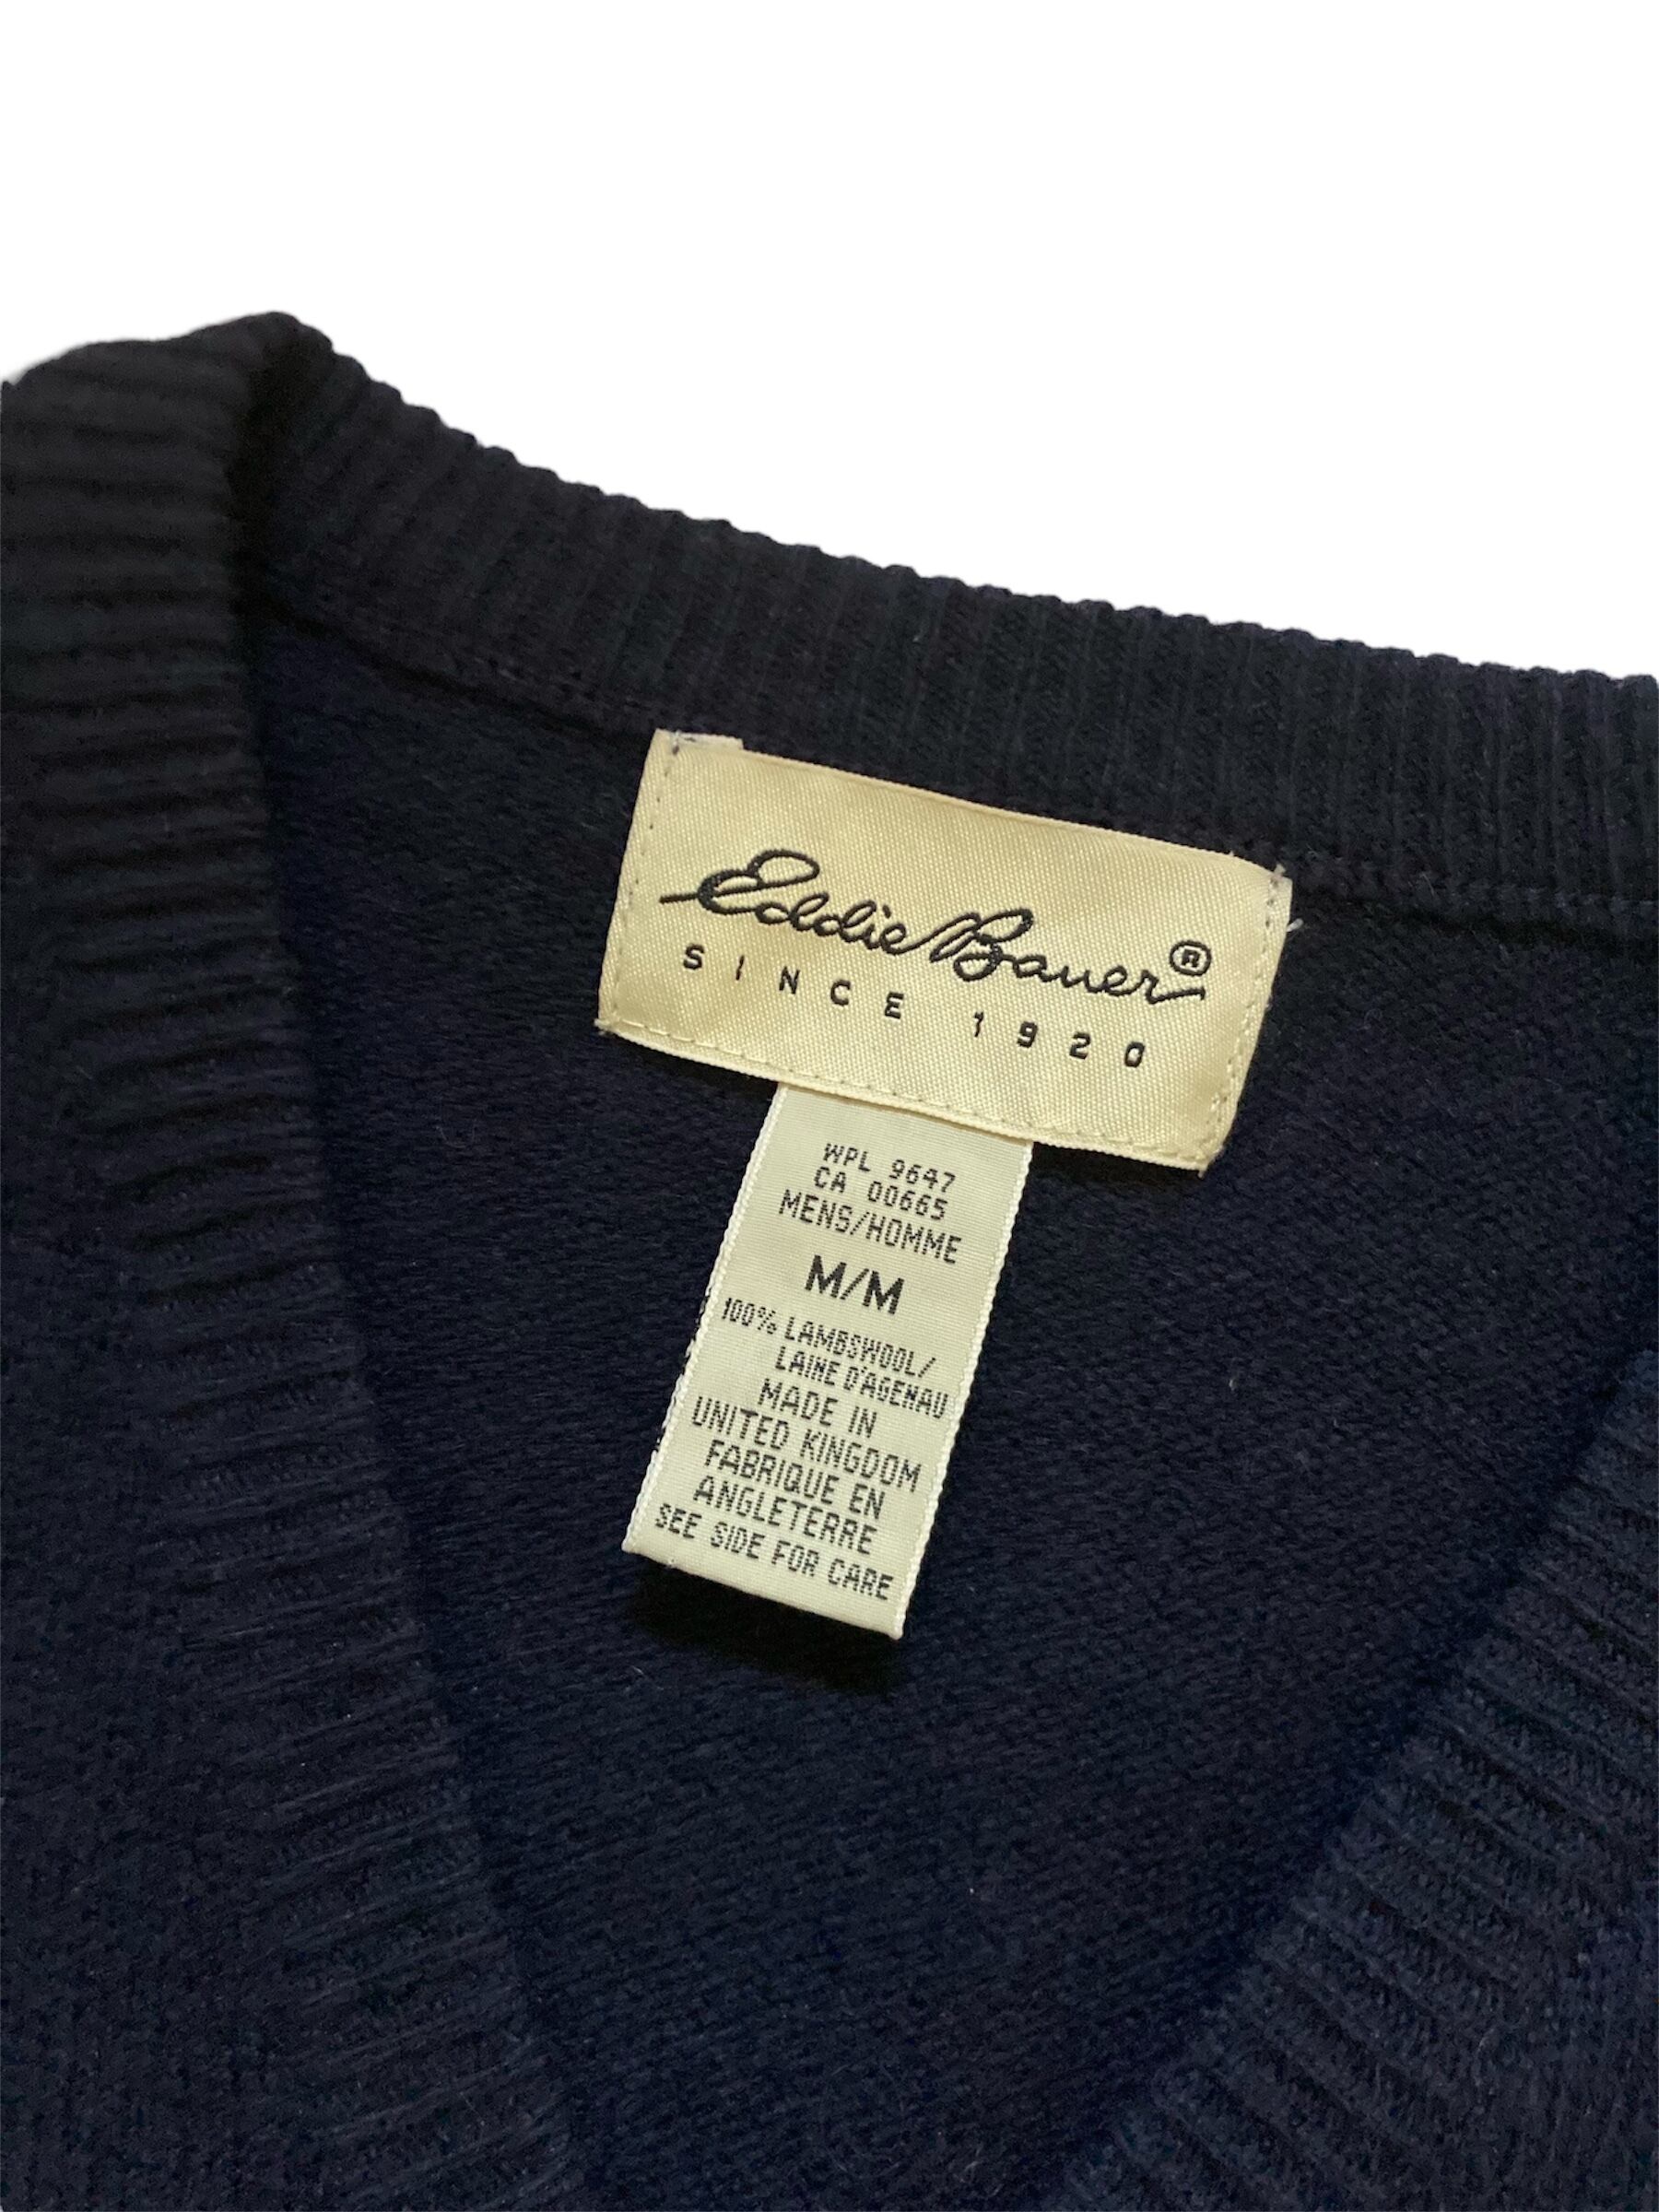 Eddie Bauer®
SINCE 1920
WPL 9647
CA 00665
MENS/HOMME
M/M
100% LAMBSWOOL/
LAINE D'AGENAU
MADE IN
UNITED KINGDOM
FABRIQUE EN
ANGLETERRE
SEE SIDE FOR CARE